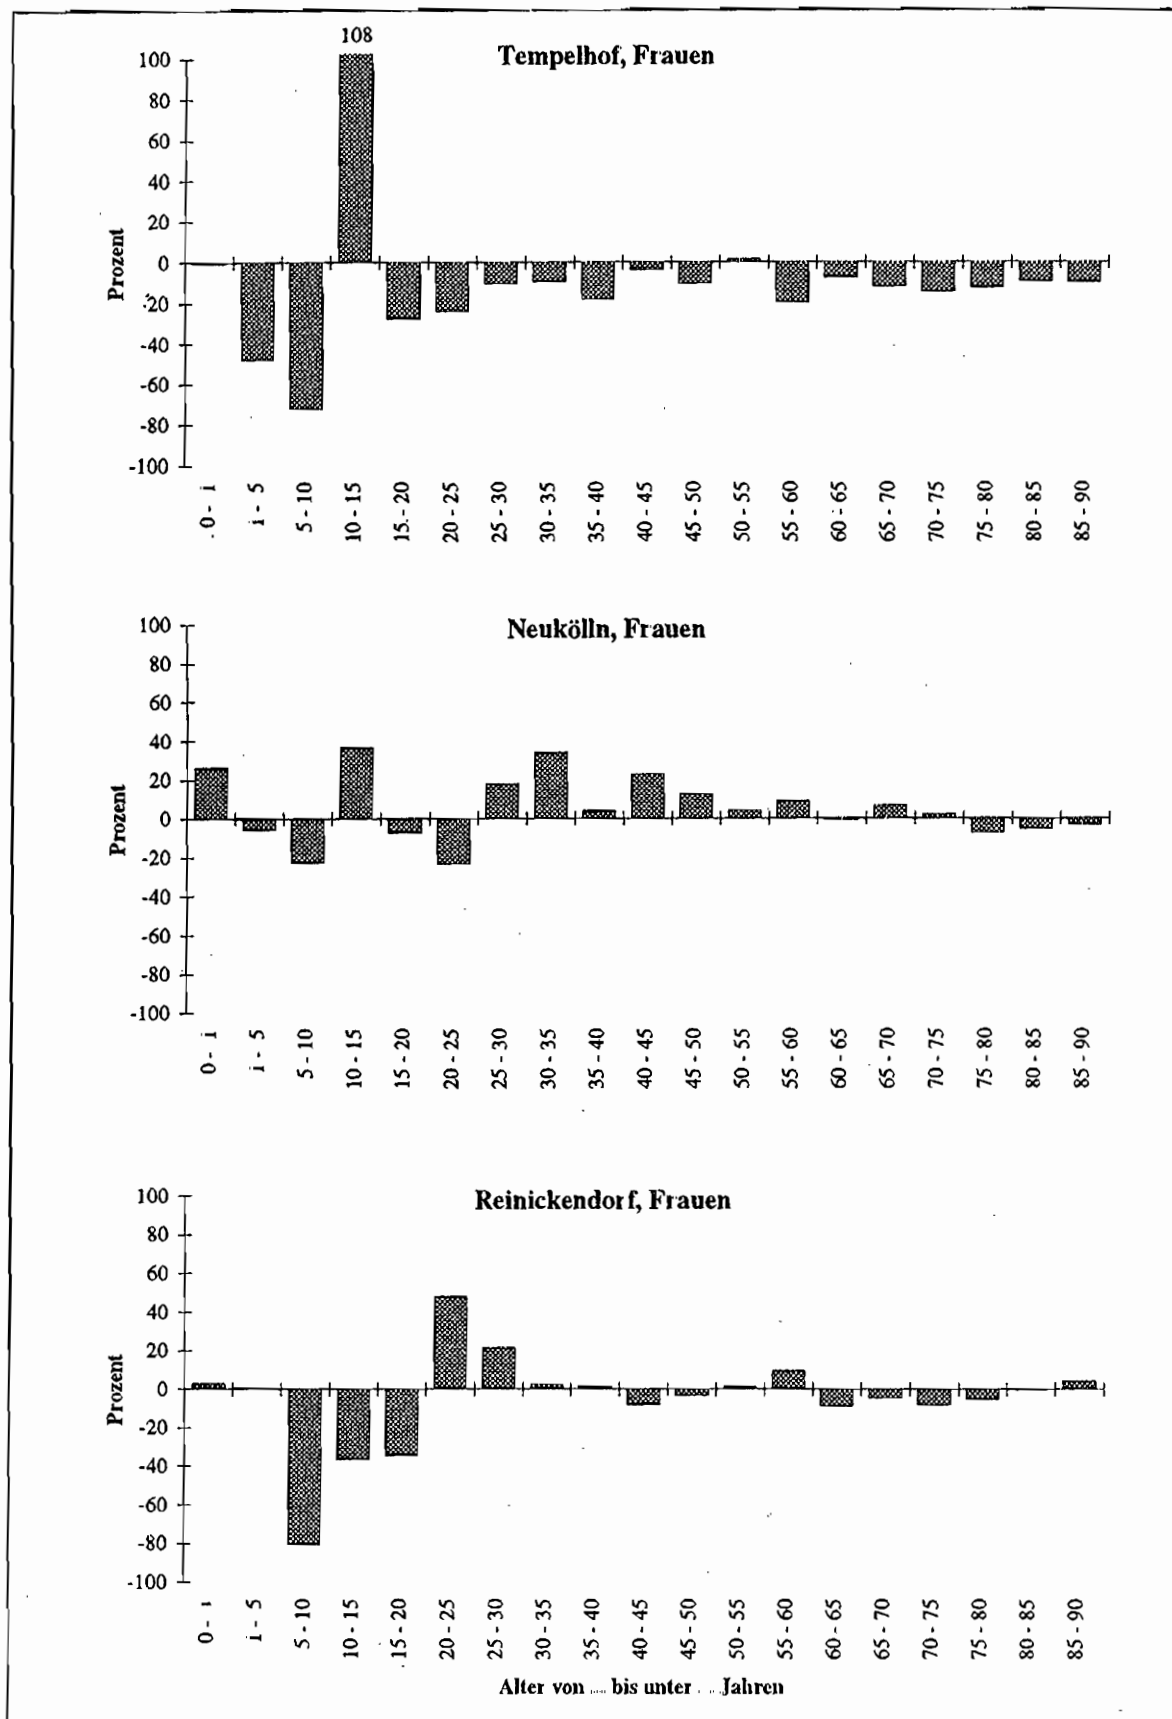 108
Tempelhof, Frauen
100
80
60
40
20
0
-20
-40
-60
-80
-100
Prozent
0 - 1
1 - 5
5 - 10
10 - 15
15 - 20
20 - 25
25 - 30
30 - 35
35 - 40
40 - 45
45 - 50
50 - 55
55 - 60
60 - 65
65 - 70
70 - 75
75 - 80
80 - 85
85 - 90
Neukölln, Frauen
100
80
60
40
20
0
-20
-40
-60
-80
-100
Prozent
0 - 1
1 - 5
5 - 10
10 - 15
15 - 20
20 - 25
25 - 30
30 - 35
35 - 40
40 - 45
45 - 50
50 - 55
55 - 60
60 - 65
65 - 70
70 - 75
75 - 80
80 - 85
85 - 90
Reinickendorf, Frauen
100
80
60
40
20
0
-20
-40
-60
-80
-100
Prozent
0 - 1
1 - 5
5 - 10
10 - 15
15 - 20
20 - 25
25 - 30
30 - 35
35 - 40
40 - 45
45 - 50
50 - 55
55 - 60
60 - 65
65 - 70
70 - 75
75 - 80
80 - 85
85 - 90
Alter von ... bis unter ... Jahren